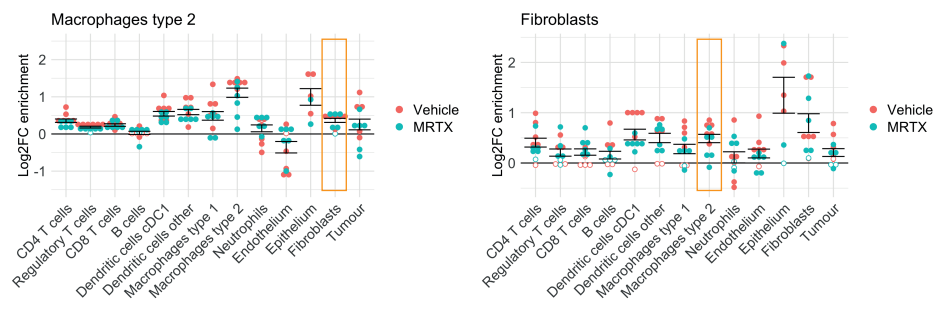 Macrophages type 2
Log2FC enrichment
2
1
0
-1
CD4 T cells
Regulatory T cells
CD8 T cells
B cells
Dendritic cells cDC1
Dendritic cells other
Macrophages type 1
Macrophages type 2
Neutrophils
Endothelium
Epithelium
Fibroblasts
Tumour
Vehicle
MRTX
Fibroblasts
Log2FC enrichment
2
1
0
CD4 T cells
Regulatory T cells
CD8 T cells
B cells
Dendritic cells cDC1
Dendritic cells other
Macrophages type 1
Macrophages type 2
Neutrophils
Endothelium
Epithelium
Fibroblasts
Tumour
Vehicle
MRTX